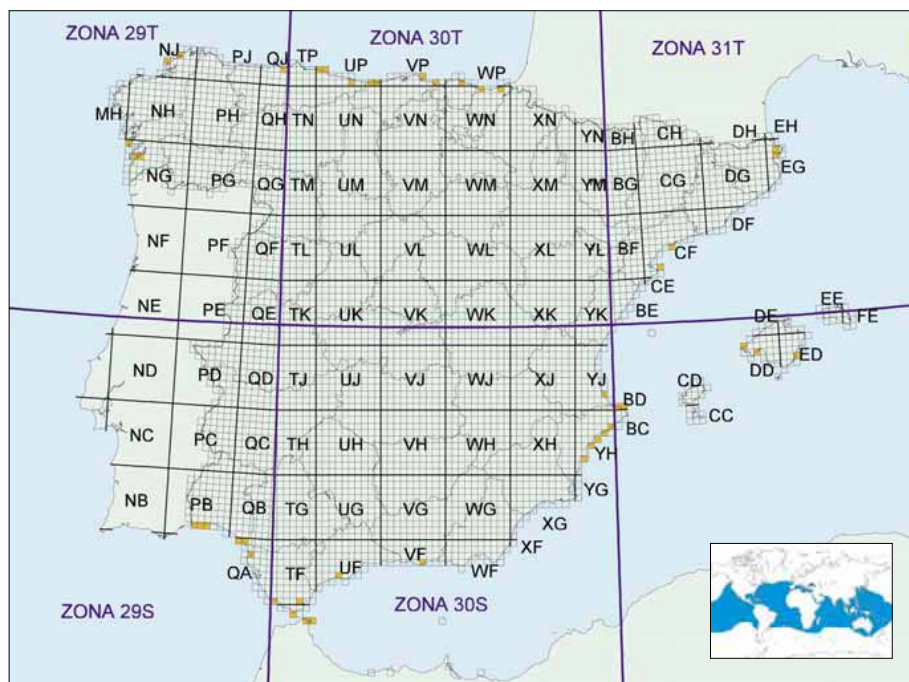 ZONA 29T ZONA 30T ZONA 31T
NJ PJ QJ TP UP VP WP
MH NH PH QH TN UN VN WN XN YN BH CH DH EH
NG PG QG TM UM VM WM XM YM BG CG DG EG
NF PF QF TL UL VL WL XL YL BF CF DF
NE PE QE TK UK VK WK XK YK BE CE DE EE FE
ND PD QD TJ UJ VJ WJ XJ YJ BD CD DD ED
NC PC QC TH UH VH WH XH YH BC CC
NB PB QB TG UG VG WG XG YG
QA TF UF VF WF XF
ZONA 29S ZONA 30S